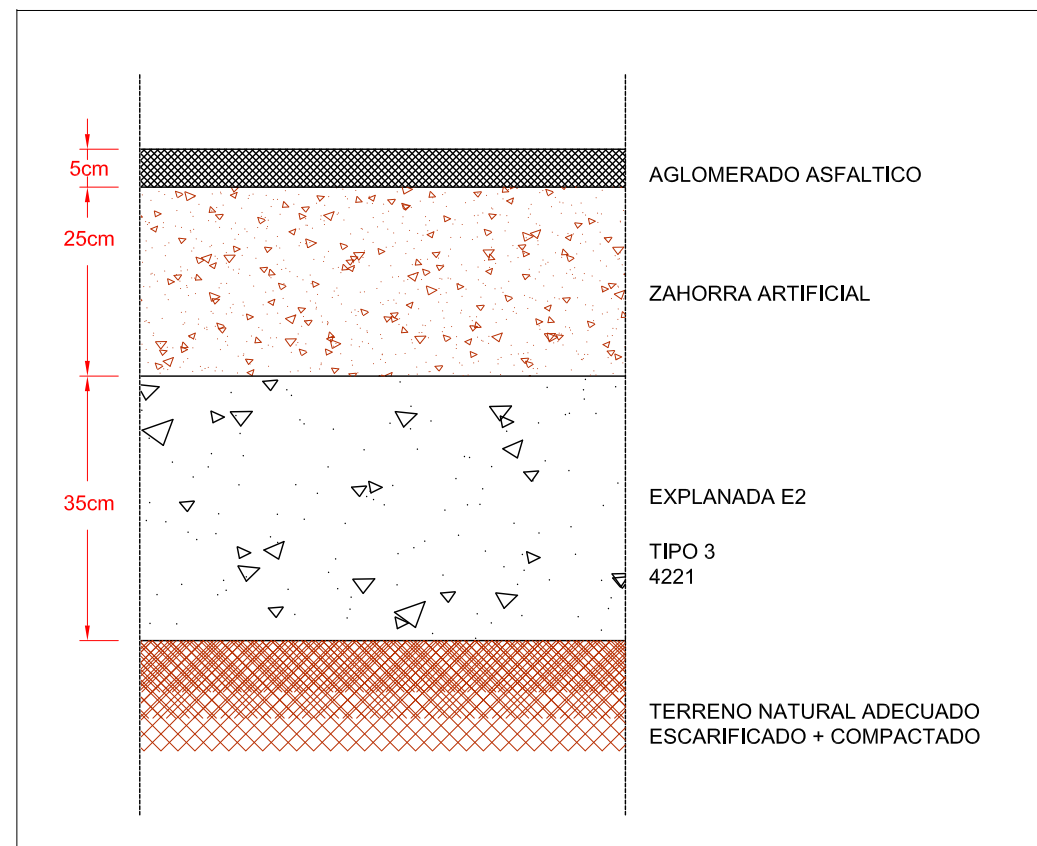 5cm
AGLOMERADO ASFALTICO
25cm
ZAHORRA ARTIFICIAL
35cm
EXPLANADA E2
TIPO 3
4221
TERRENO NATURAL ADECUADO
ESCARIFICADO + COMPACTADO